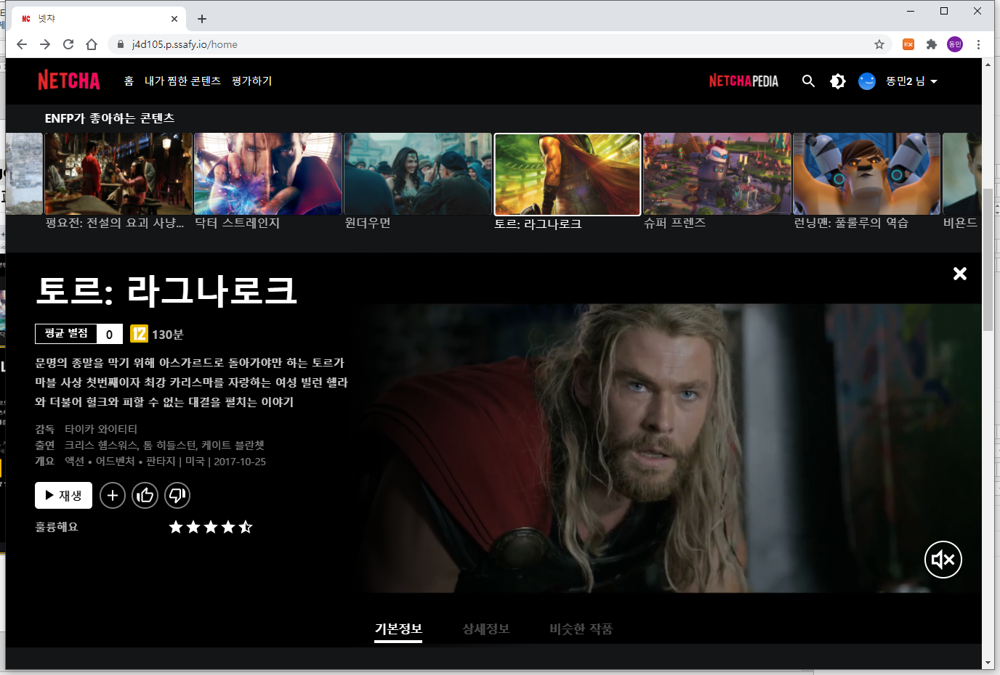 NC 넷챠
j4d105.p.ssafy.io/home
동민
NETCHA 홈 내가 찜한 콘텐츠 평가하기 NETCHAPEDIA 똥민2 님
ENFP가 좋아하는 콘텐츠
평요전: 전설의 요괴 사냥... 닥터 스트레인지 원더우먼 토르: 라그나로크 슈퍼 프렌즈 런닝맨: 풀룰루의 역습 비욘드
토르: 라그나로크
평균 별점 0 12 130분
문명의 종말을 막기 위해 아스가르드로 돌아가야만 하는 토르가
마블 사상 첫번째이자 최강 카리스마를 자랑하는 여성 빌런 헬라
와 더불어 헐크와 피할 수 없는 대결을 펼치는 이야기
감독 타이카 와이티티
출연 크리스 헴스워스, 톰 히들스턴, 케이트 블란쳇
개요 액션 • 어드벤처 • 판타지 | 미국 | 2017-10-25
재생
훌륭해요
기본정보 상세정보 비슷한 작품